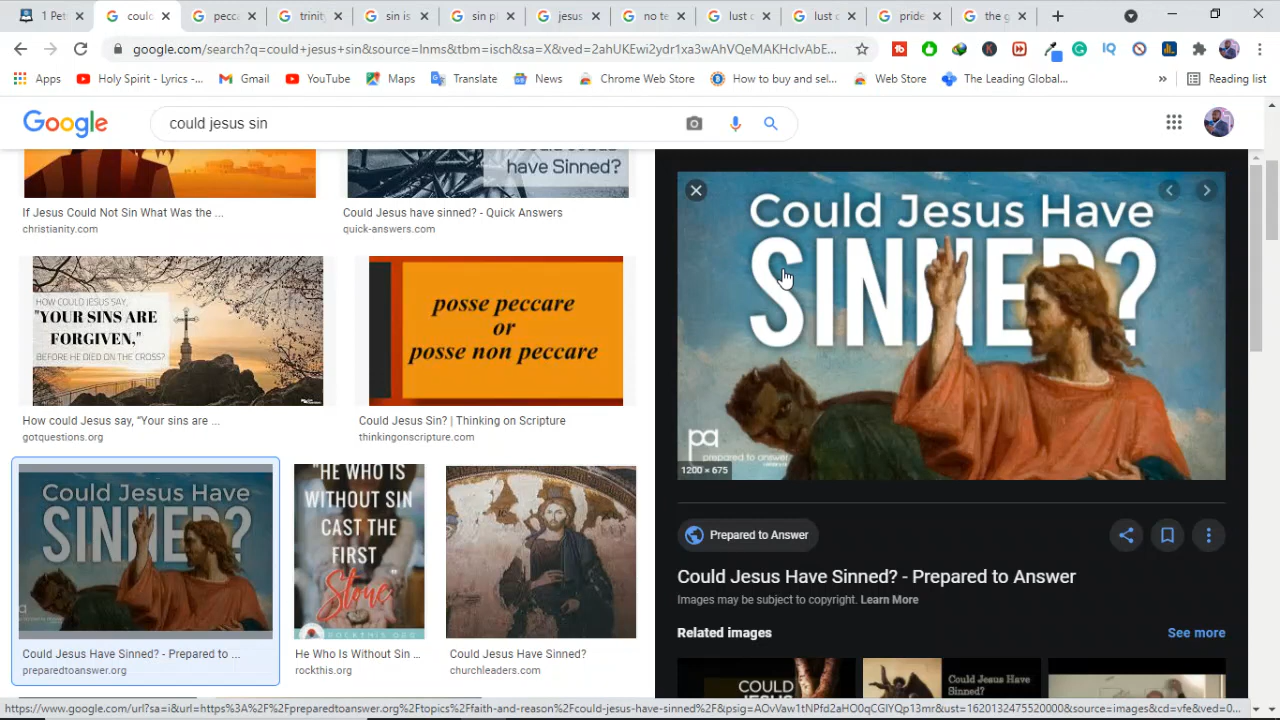 1 Pet
coul
pecca
trinity
sin is
sin p
jesus
no te
lust c
lust c
pride
the g
google.com/search?q=could+jesus+sin&source=lnms&tbm=isch&sa=X&ved=2ahUKEwi2ydr1xa3wAhVQeMAKHclvAbE...
Apps
Holy Spirit - Lyrics -...
Gmail
YouTube
Maps
Translate
News
Chrome Web Store
How to buy and sel...
Web Store
The Leading Global...
»
Reading list
Google
could jesus sin
have Sinned?
If Jesus Could Not Sin What Was the ...
christianity.com
Could Jesus have sinned? - Quick Answers
quick-answers.com
HOW COULD JESUS SAY,
"YOUR SINS ARE
FORGIVEN,"
BEFORE HE DIED ON THE CROSS?
posse peccare
or
posse non peccare
How could Jesus say, “Your sins are ...
gotquestions.org
Could Jesus Sin? | Thinking on Scripture
thinkingonscripture.com
Could Jesus Have
SINNED?
"HE WHO IS
WITHOUT SIN
CAST THE
FIRST
Stone"
ROCKTHIS.ORG
Could Jesus Have Sinned? - Prepared to ...
preparedtoanswer.org
He Who Is Without Sin ...
rockthis.org
Could Jesus Have Sinned?
churchleaders.com
Could Jesus Have
SINNED?
pa
prepared to answer
1200 × 675
Prepared to Answer
Could Jesus Have Sinned? - Prepared to Answer
Images may be subject to copyright. Learn More
Related images
See more
COULD
Could Jesus Have
Sinned?
https://www.google.com/url?sa=i&url=https%3A%2F%2Fpreparedtoanswer.org%2Ftopics%2Ffaith-and-reason%2Fcould-jesus-have-sinned%2F&psig=AOvVaw1tNPfd2aHO0qCGIYQp13mr&ust=1620132475520000&source=images&cd=vfe&ved=0...